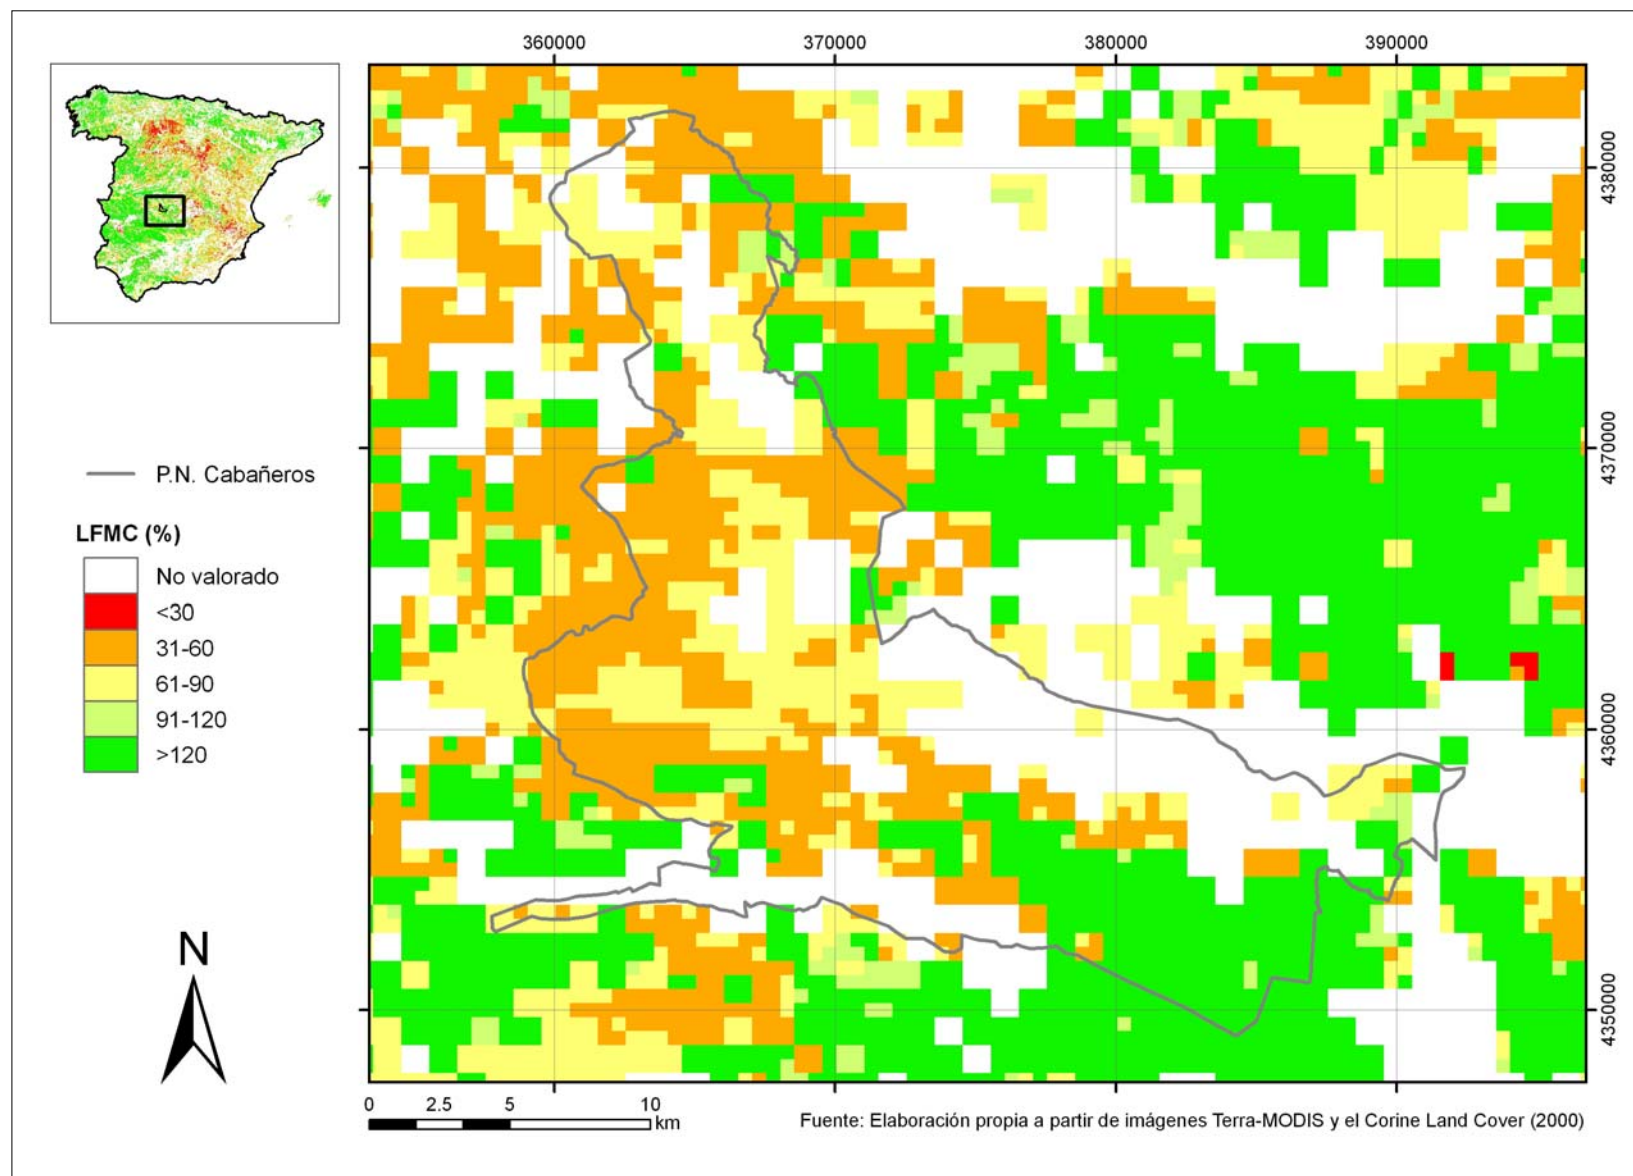 360000
370000
380000
390000
4380000
4370000
4360000
4350000
P.N. Cabañeros
LFMC (%)
No valorado
<30
31-60
61-90
91-120
>120
N
0 2.5 5 10
km
Fuente: Elaboración propia a partir de imágenes Terra-MODIS y el Corine Land Cover (2000)